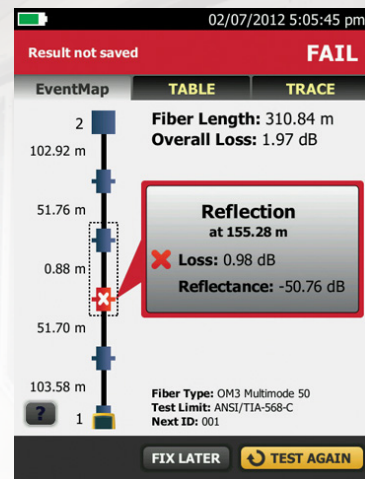 02/07/2012 5:05:45 pm
Result not saved
FAIL
EventMap
TABLE
TRACE
2
102.92 m
51.76 m
0.88 m
51.70 m
103.58 m
1
?
Fiber Length: 310.84 m
Overall Loss: 1.97 dB
Reflection
at 155.28 m
Loss: 0.98 dB
Reflectance: -50.76 dB
Fiber Type: OM3 Multimode 50
Test Limit: ANSI/TIA-568-C
Next ID: 001
FIX LATER
TEST AGAIN